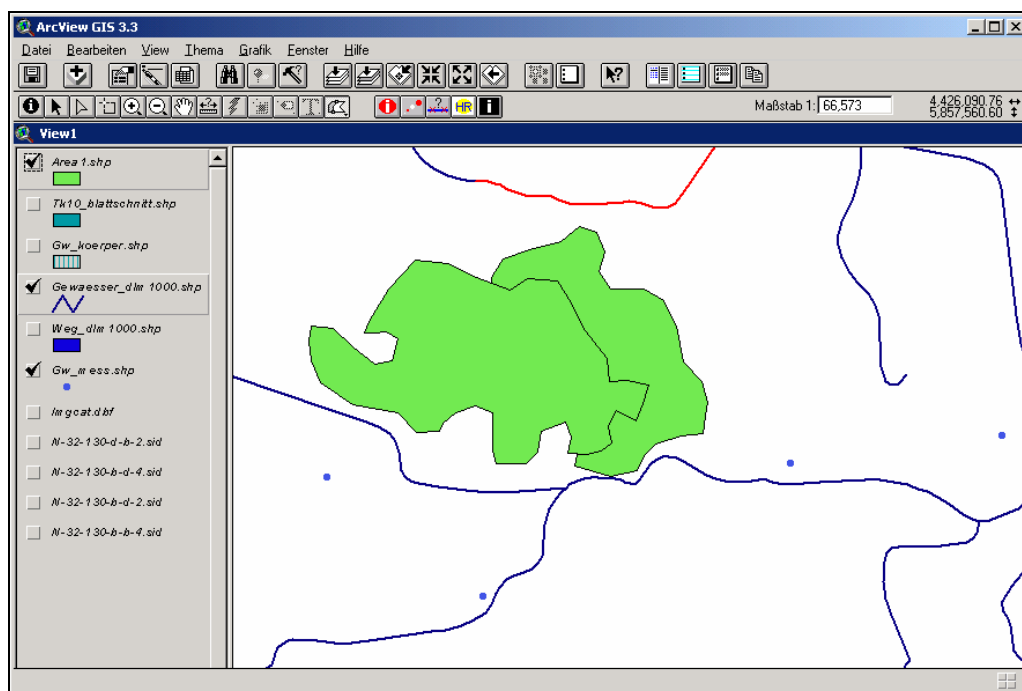 ArcView GIS 3.3
Datei Bearbeiten View Thema Grafik Fenster Hilfe
HR
Maßstab 1: 66,573
4,426,090.76
5,857,560.60
View1
Area 1.shp
Tk10_blattschnitt.shp
Gw_koerper.shp
Gewaesser_dlm 1000.shp
Weg_dlm 1000.shp
Gw_mess.shp
Imgcat.dbf
N-32-130-d-b-2.sid
N-32-130-b-d-4.sid
N-32-130-b-d-2.sid
N-32-130-b-b-4.sid